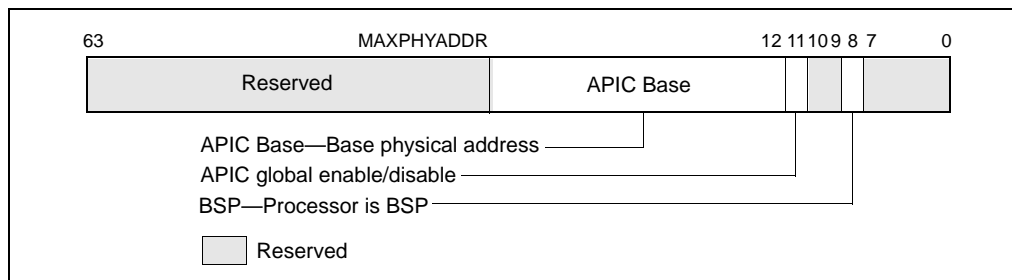 63 MAXPHYADDR 12 11 10 9 8 7 0
Reserved APIC Base
APIC Base—Base physical address
APIC global enable/disable
BSP—Processor is BSP
Reserved